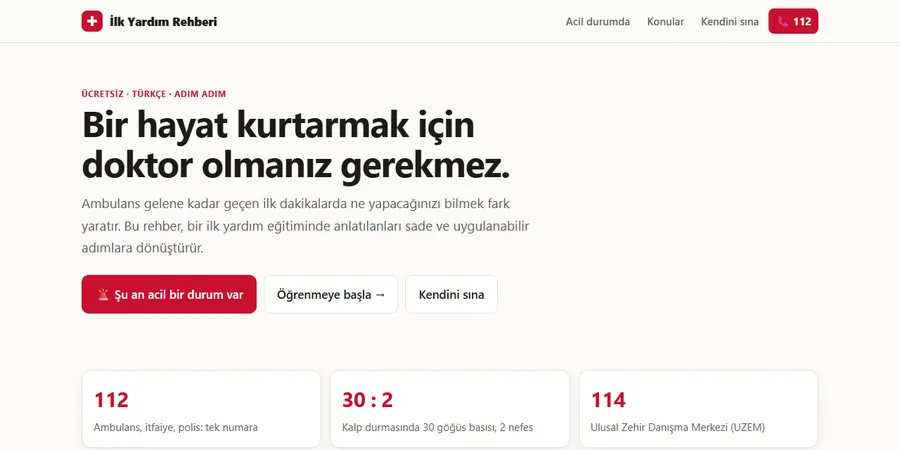 İlk Yardım Rehberi
Acil durumda
Konular
Kendini sına
112
ÜCRETSİZ · TÜRKÇE · ADIM ADIM
Bir hayat kurtarmak için
doktor olmanız gerekmez.
Ambulans gelene kadar geçen ilk dakikalarda ne yapacağınızı bilmek fark
yaratır. Bu rehber, bir ilk yardım eğitiminde anlatılanları sade ve uygulanabilir
adımlara dönüştürür.
Şu an acil bir durum var
Öğrenmeye başla →
Kendini sına
112
Ambulans, itfaiye, polis: tek numara
30 : 2
Kalp durmasında 30 göğüs basısı, 2 nefes
114
Ulusal Zehir Danışma Merkezi (UZEM)